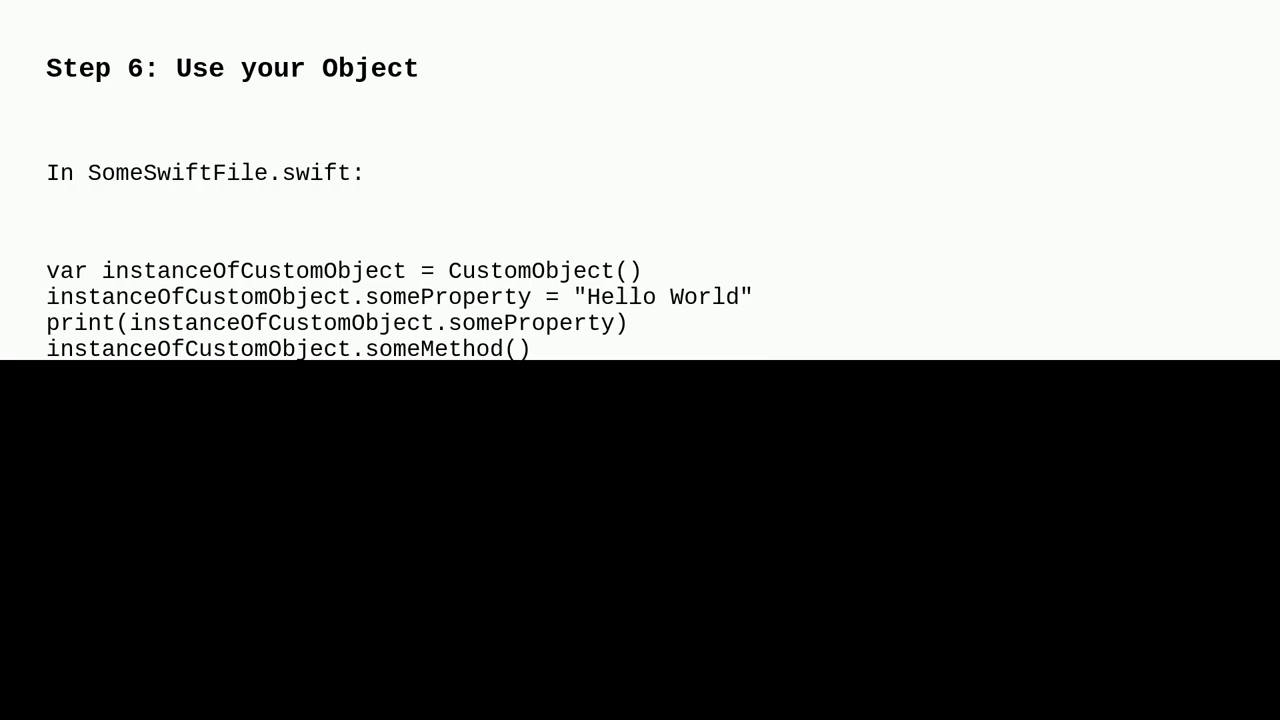 Step 6: Use your Object
In SomeSwiftFile.swift:
var instanceOfCustomObject = CustomObject()
instanceOfCustomObject.someProperty = "Hello World"
print(instanceOfCustomObject.someProperty)
instanceOfCustomObject.someMethod()